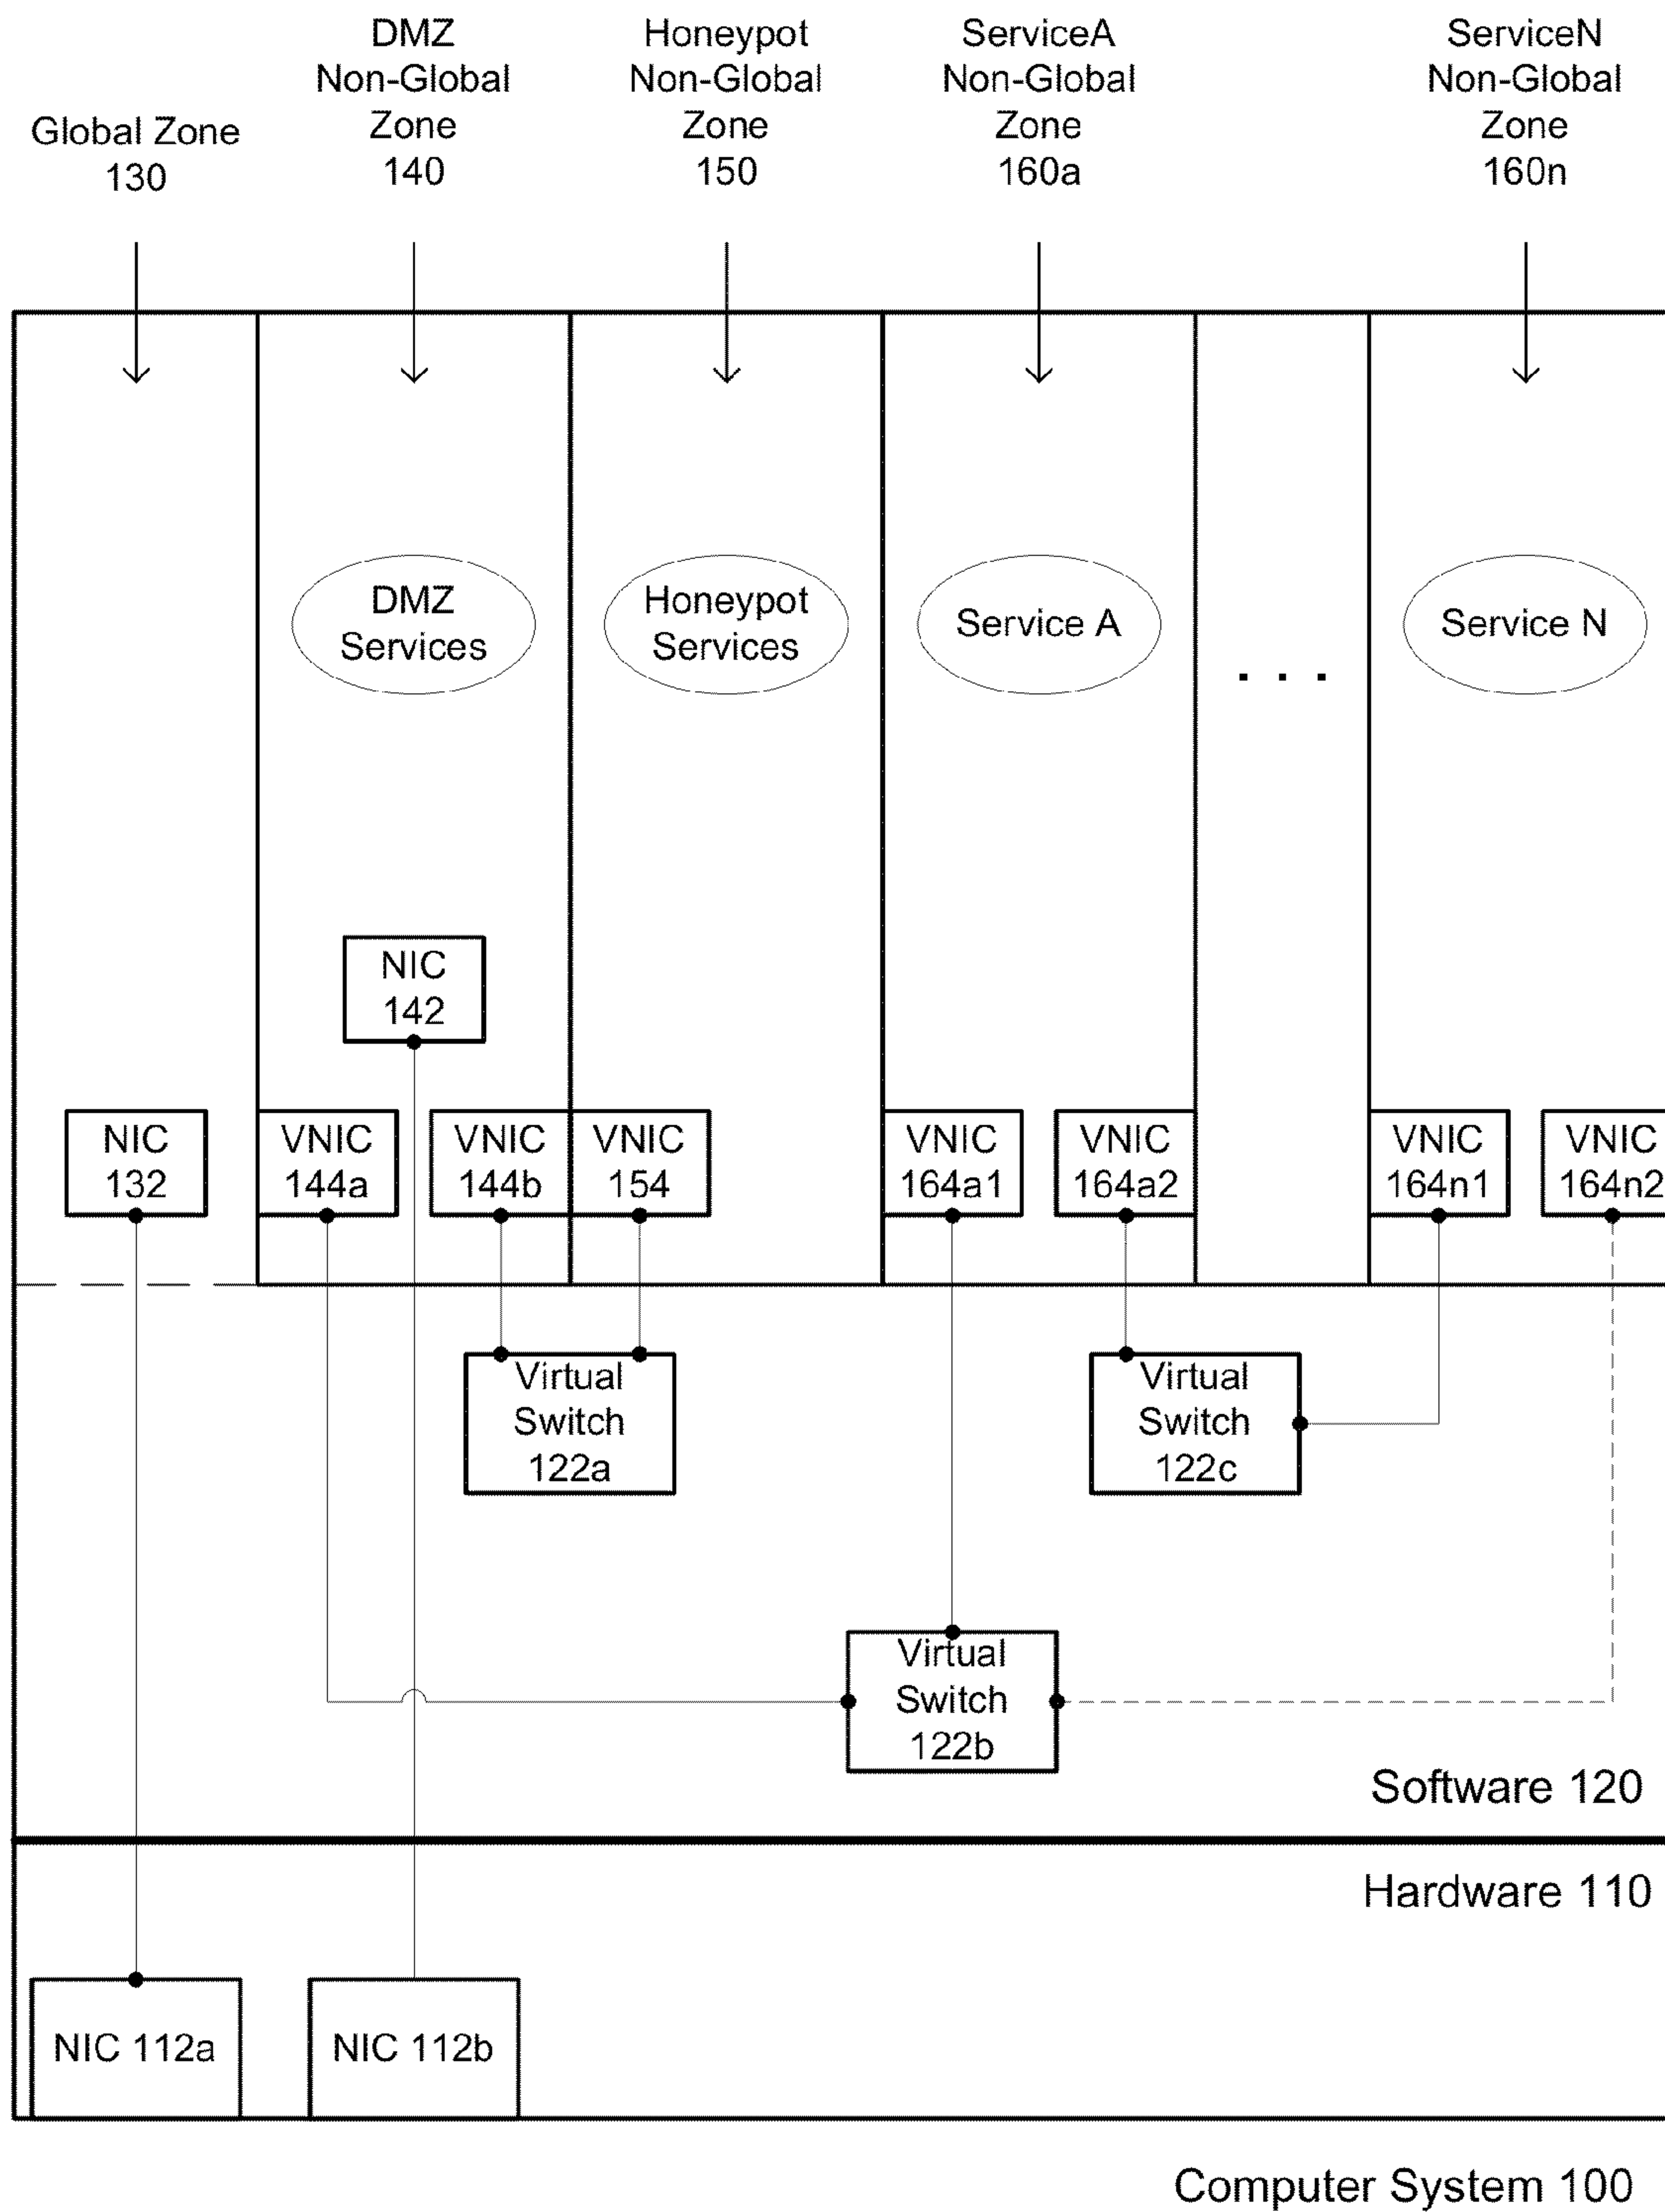 Global Zone
130
DMZ
Non-Global
Zone
140
Honeypot
Non-Global
Zone
150
ServiceA
Non-Global
Zone
160a
ServiceN
Non-Global
Zone
160n
DMZ
Services
Honeypot
Services
Service A
. . .
Service N
NIC
142
NIC
132
VNIC
144a
VNIC
144b
VNIC
154
VNIC
164a1
VNIC
164a2
VNIC
164n1
VNIC
164n2
Virtual
Switch
122a
Virtual
Switch
122c
Virtual
Switch
122b
Software 120
Hardware 110
NIC 112a
NIC 112b
Computer System 100